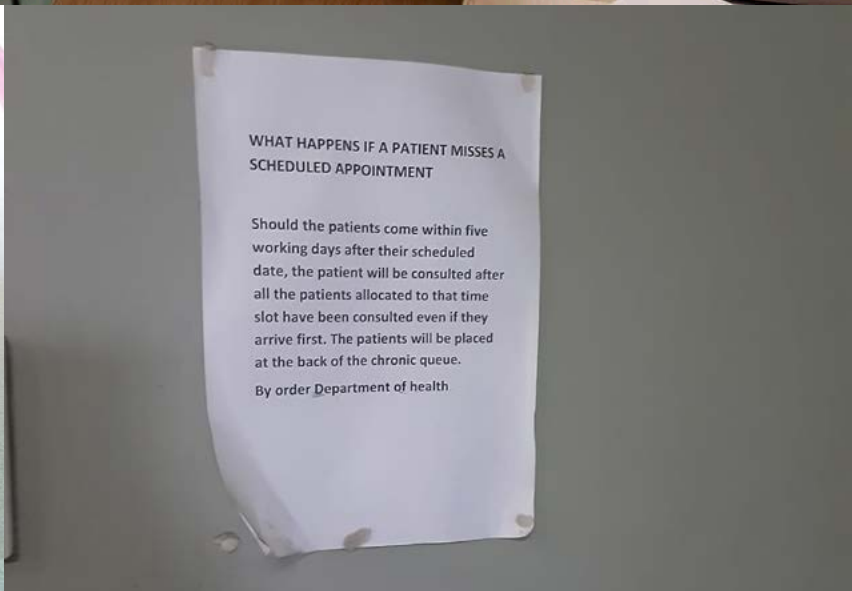 WHAT HAPPENS IF A PATIENT MISSES A
SCHEDULED APPOINTMENT
Should the patients come within five
working days after their scheduled
date, the patient will be consulted after
all the patients allocated to that time
slot have been consulted even if they
arrive first. The patients will be placed
at the back of the chronic queue.
By order Department of health